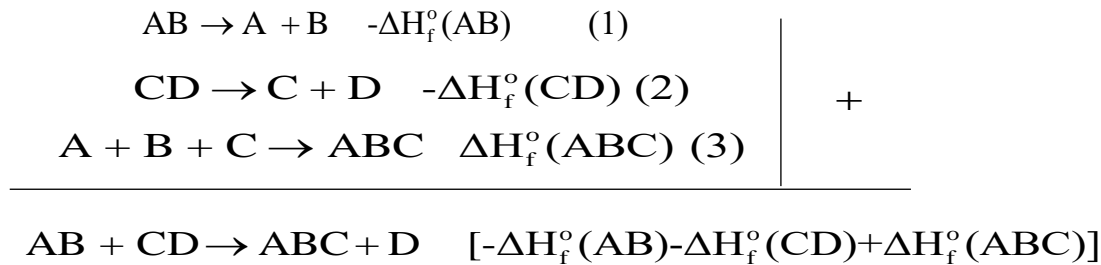 AB → A + B -ΔH°f(AB) (1)
CD → C + D -ΔH°f(CD) (2)
+
A + B + C → ABC ΔH°f(ABC) (3)
AB + CD → ABC + D [-ΔH°f(AB)-ΔH°f(CD)+ΔH°f(ABC)]